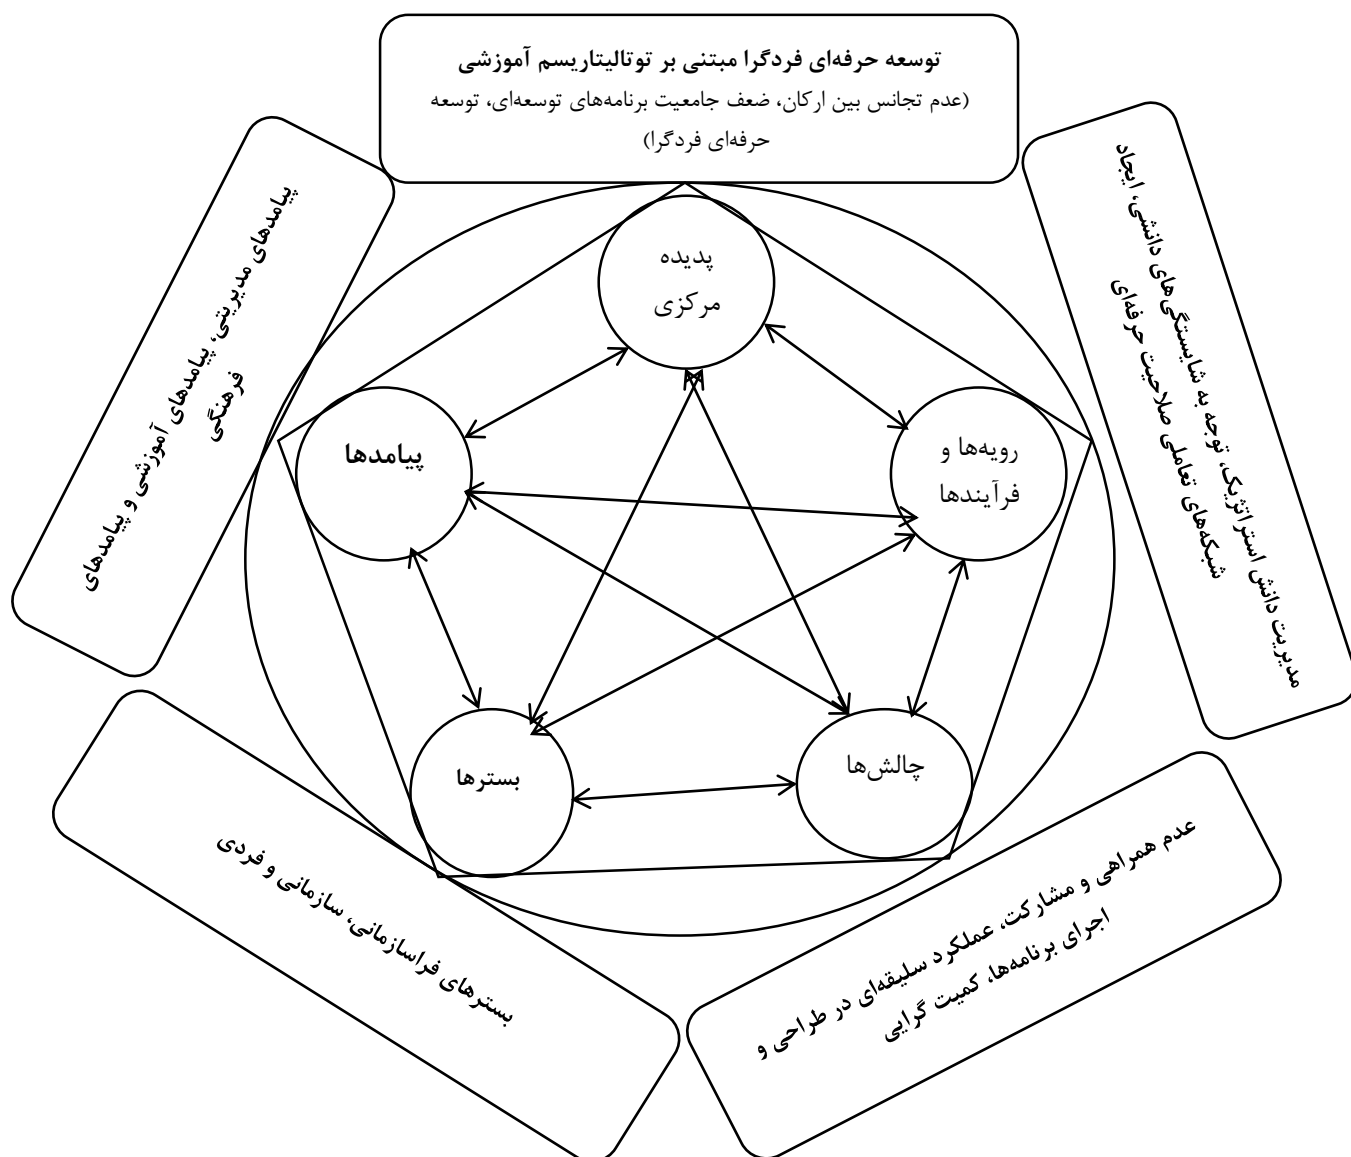 توسعه حرفه‌ای فردگرا مبتنی بر توتالیتاریسم آموزشی
(عدم تجانس بین ارکان، ضعف جامعیت برنامه‌های توسعه‌ای، توسعه
حرفه‌ای فردگرا)
مدیریت دانش استراتژیک، توجه به شایستگی‌های دانشی، ایجاد
شبکه‌های تعاملی صلاحیت حرفه‌ای
پیامدهای مدیریتی، پیامدهای آموزشی و پیامدهای
فرهنگی
پدیده
مرکزی
رویه‌ها و
فرآیندها
پیامدها
چالش‌ها
بسترها
عدم همراهی و مشارکت، عملکرد سلیقه‌ای در طراحی و
اجرای برنامه‌ها، کمیت گرایی
بسترهای فراسازمانی، سازمانی و فردی